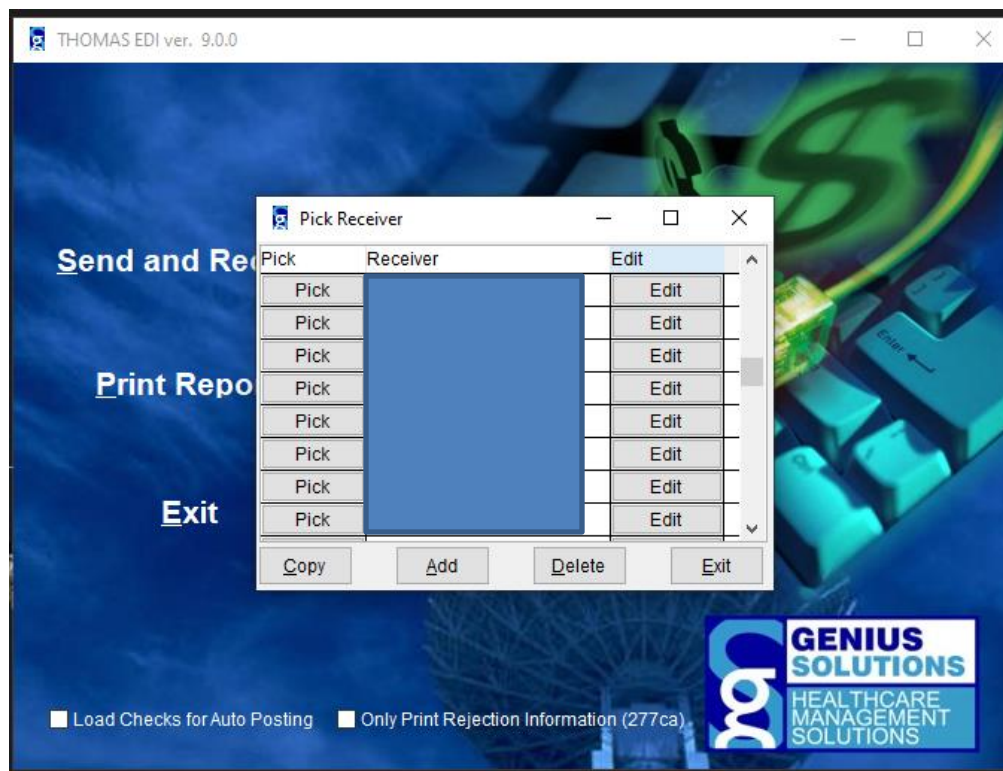 THOMAS EDI ver. 9.0.0
Pick Receiver
Send and Rec
Pick Receiver Edit
Pick Edit
Pick Edit
Pick Edit
Print Repo
Pick Edit
Pick Edit
Pick Edit
Pick Edit
Exit
Pick Edit
Copy Add Delete Exit
Enter
GENIUS
SOLUTIONS
HEALTHCARE
MANAGEMENT
SOLUTIONS
Load Checks for Auto Posting Only Print Rejection Information (277ca)